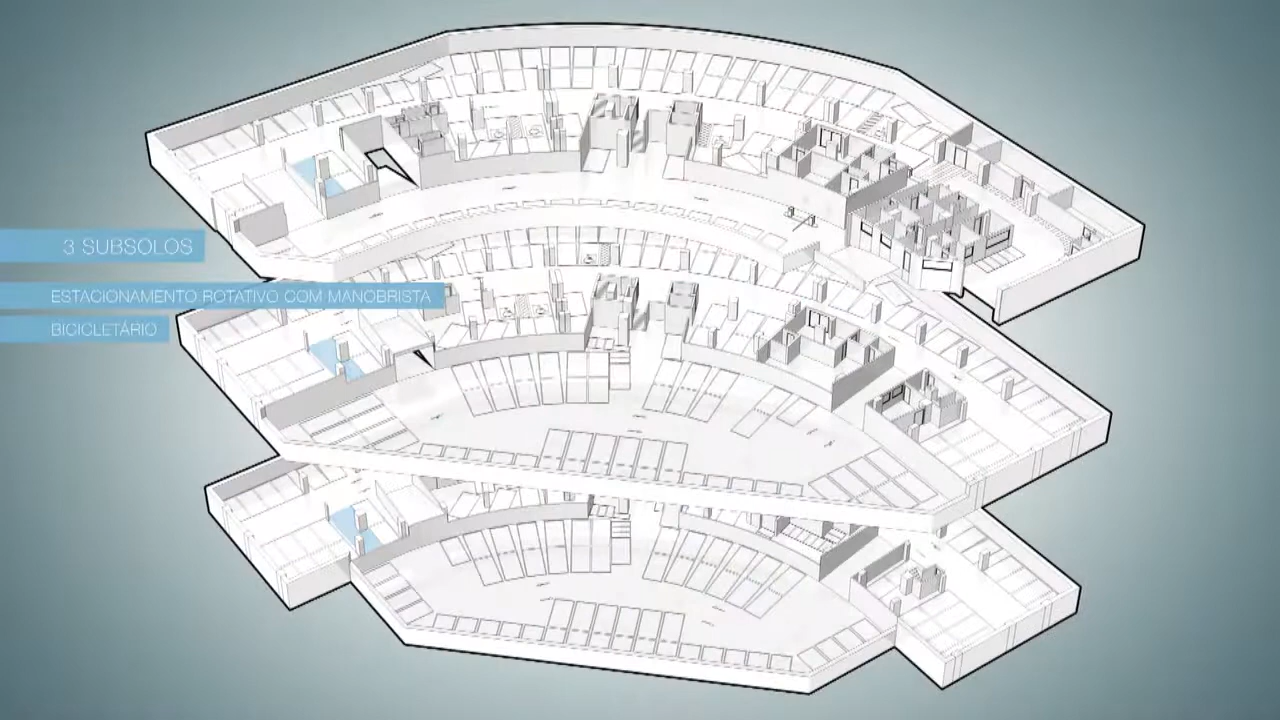 3 SUBSOLOS
ESTACIONAMENTO ROTATIVO COM MANOBRISTA
BICICLETÁRIO